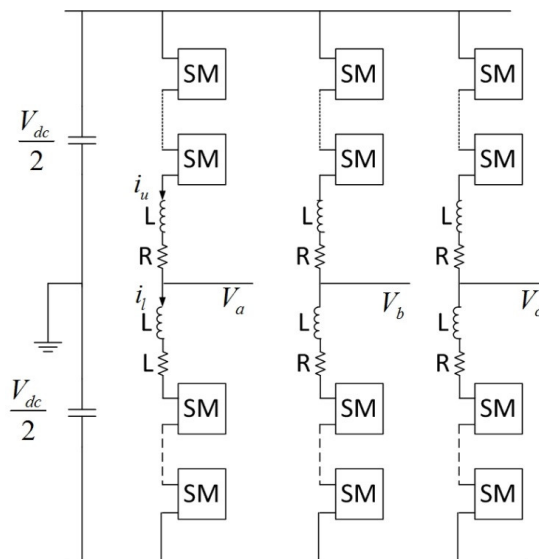 SM SM SM
V_dc/2
SM SM SM
i_u
L L L
R R R
V_a V_b V_c
i_l
L L L
L R R
V_dc/2
SM SM SM
SM SM SM